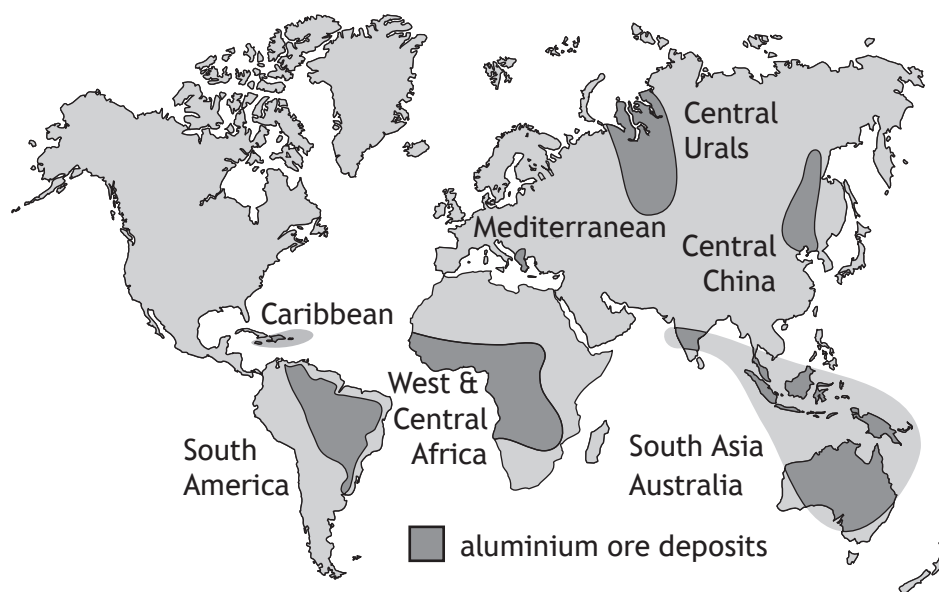 Central
Urals
Mediterranean
Central
China
Caribbean
West &
Central
Africa
South
America
South Asia
Australia
aluminium ore deposits